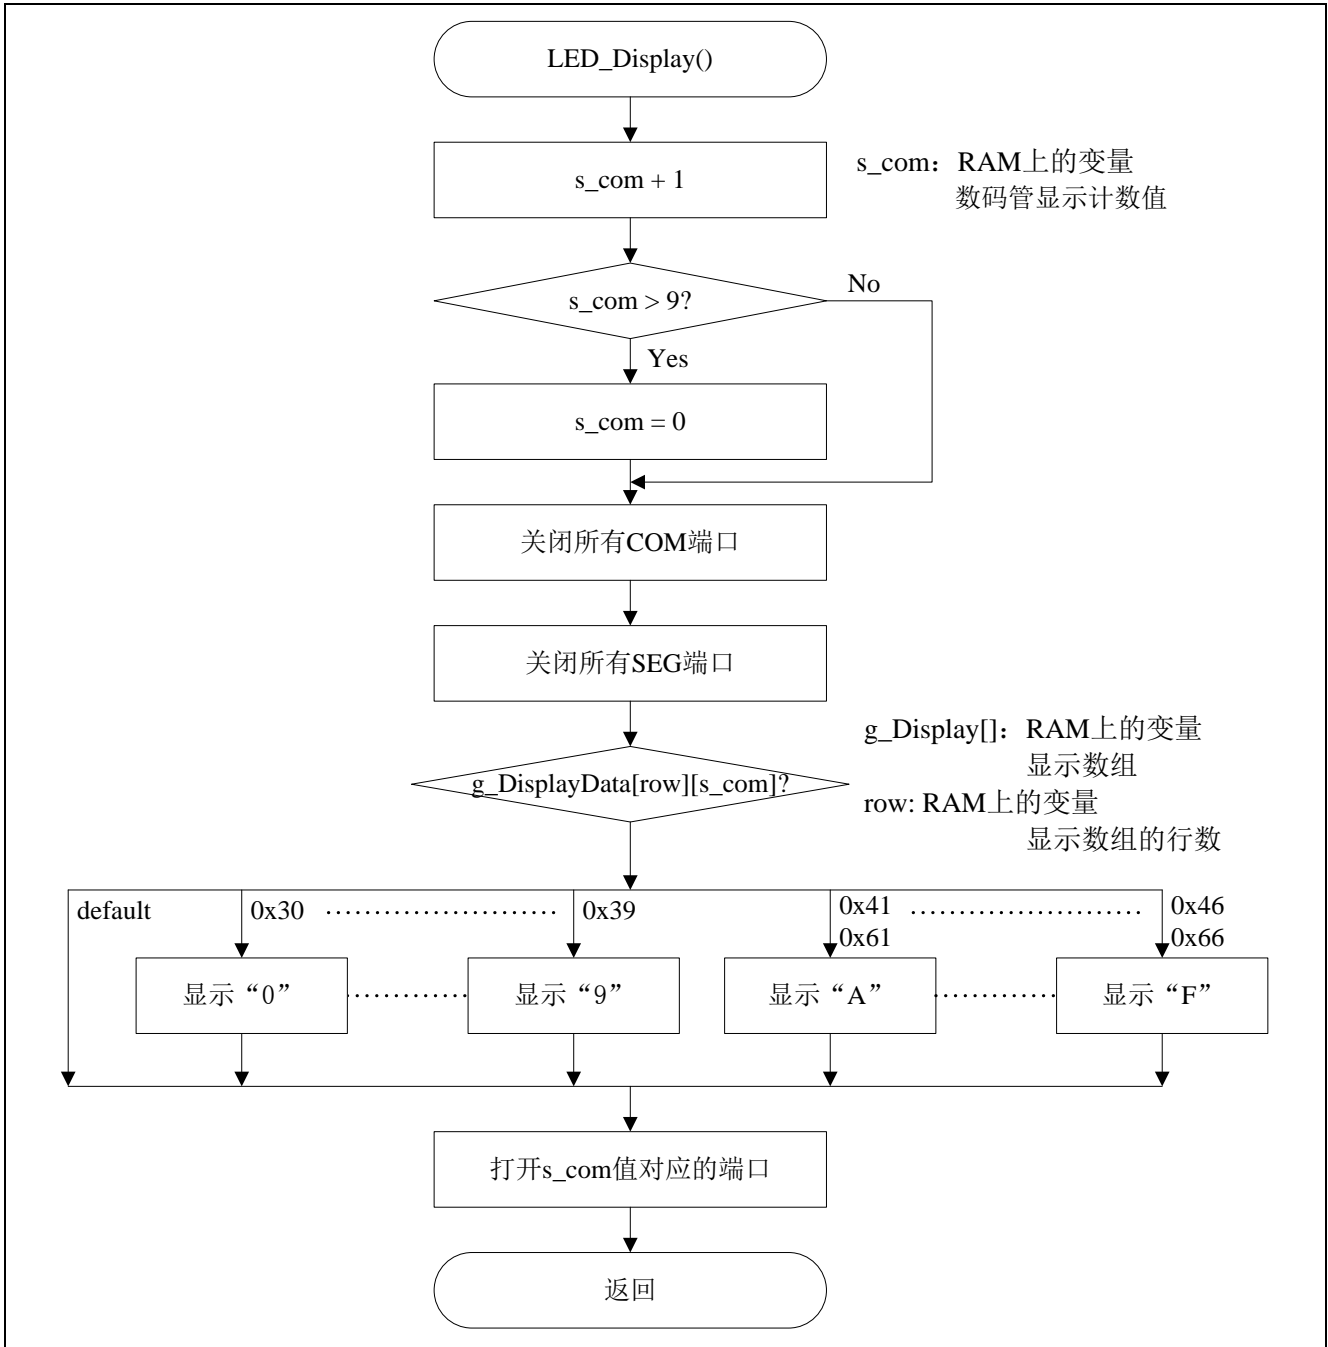 LED_Display()
s_com + 1
s_com：RAM上的变量
数码管显示计数值
s_com > 9?
No
Yes
s_com = 0
关闭所有COM端口
关闭所有SEG端口
g_Display[]：RAM上的变量
显示数组
g_DisplayData[row][s_com]?
row: RAM上的变量
显示数组的行数
default
0x30 ························ 0x39
0x41 ························ 0x46
0x61
0x66
显示“0” ············· 显示“9”
显示“A” ············· 显示“F”
打开s_com值对应的端口
返回